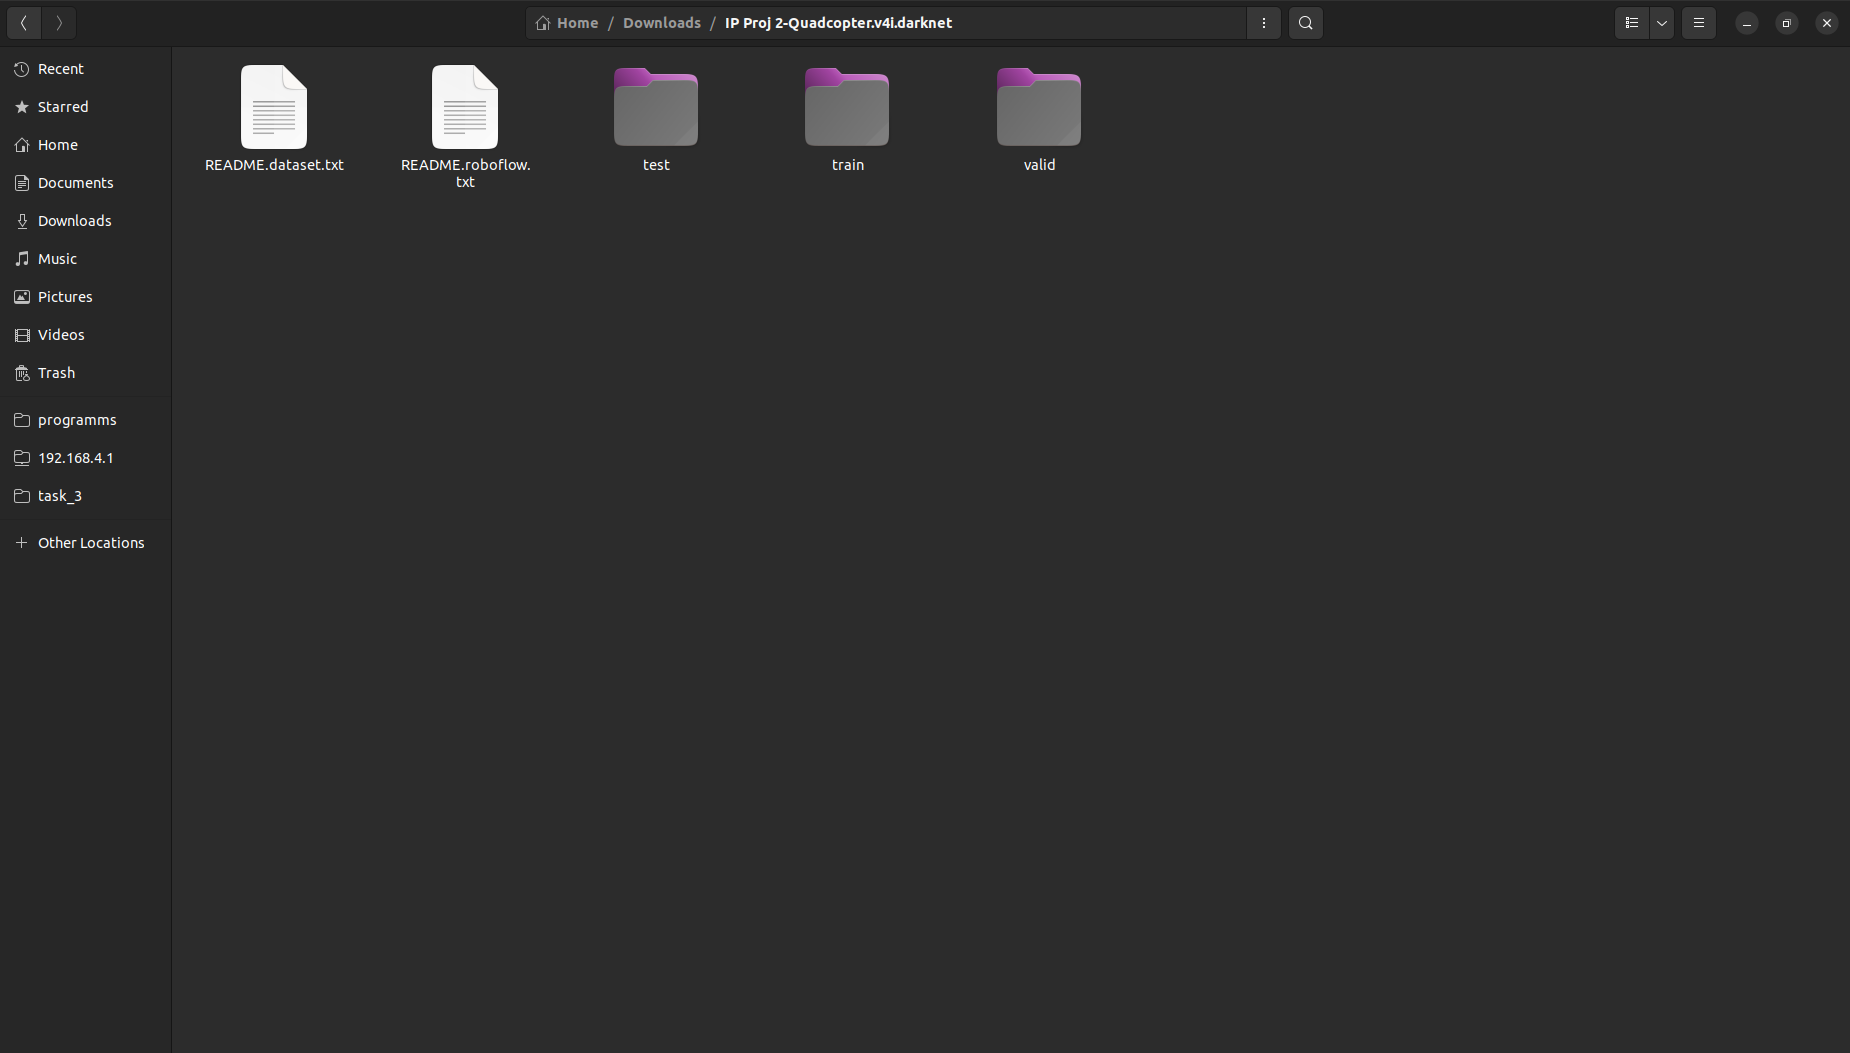 Home / Downloads / IP Proj 2-Quadcopter.v4i.darknet
Recent
Starred
Home
Documents
Downloads
Music
Pictures
Videos
Trash
programms
192.168.4.1
task_3
Other Locations
README.dataset.txt
README.roboflow.
txt
test
train
valid